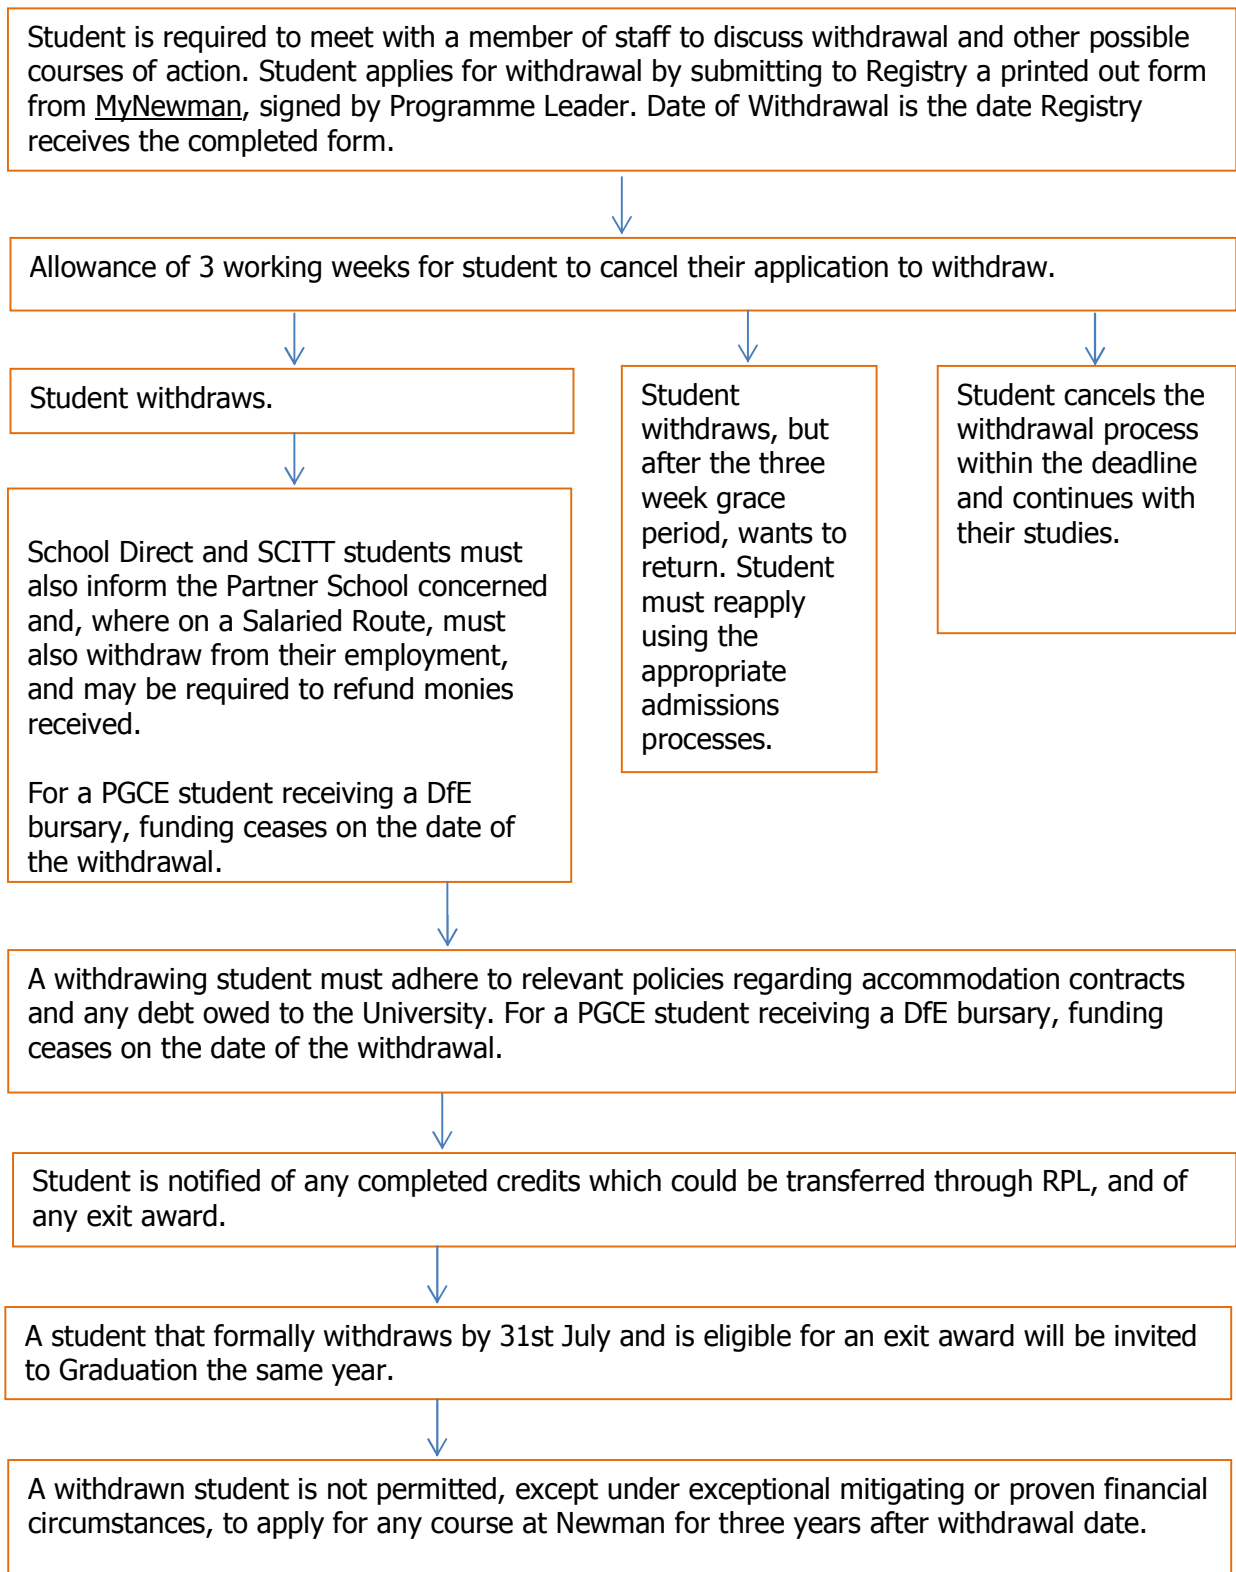 Student is required to meet with a member of staff to discuss withdrawal and other possible
courses of action. Student applies for withdrawal by submitting to Registry a printed out form
from MyNewman, signed by Programme Leader. Date of Withdrawal is the date Registry
receives the completed form.
Allowance of 3 working weeks for student to cancel their application to withdraw.
Student withdraws.
School Direct and SCITT students must
also inform the Partner School concerned
and, where on a Salaried Route, must
also withdraw from their employment,
and may be required to refund monies
received.
For a PGCE student receiving a DfE
bursary, funding ceases on the date of
the withdrawal.
Student
withdraws, but
after the three
week grace
period, wants to
return. Student
must reapply
using the
appropriate
admissions
processes.
Student cancels the
withdrawal process
within the deadline
and continues with
their studies.
A withdrawing student must adhere to relevant policies regarding accommodation contracts
and any debt owed to the University. For a PGCE student receiving a DfE bursary, funding
ceases on the date of the withdrawal.
Student is notified of any completed credits which could be transferred through RPL, and of
any exit award.
A student that formally withdraws by 31st July and is eligible for an exit award will be invited
to Graduation the same year.
A withdrawn student is not permitted, except under exceptional mitigating or proven financial
circumstances, to apply for any course at Newman for three years after withdrawal date.